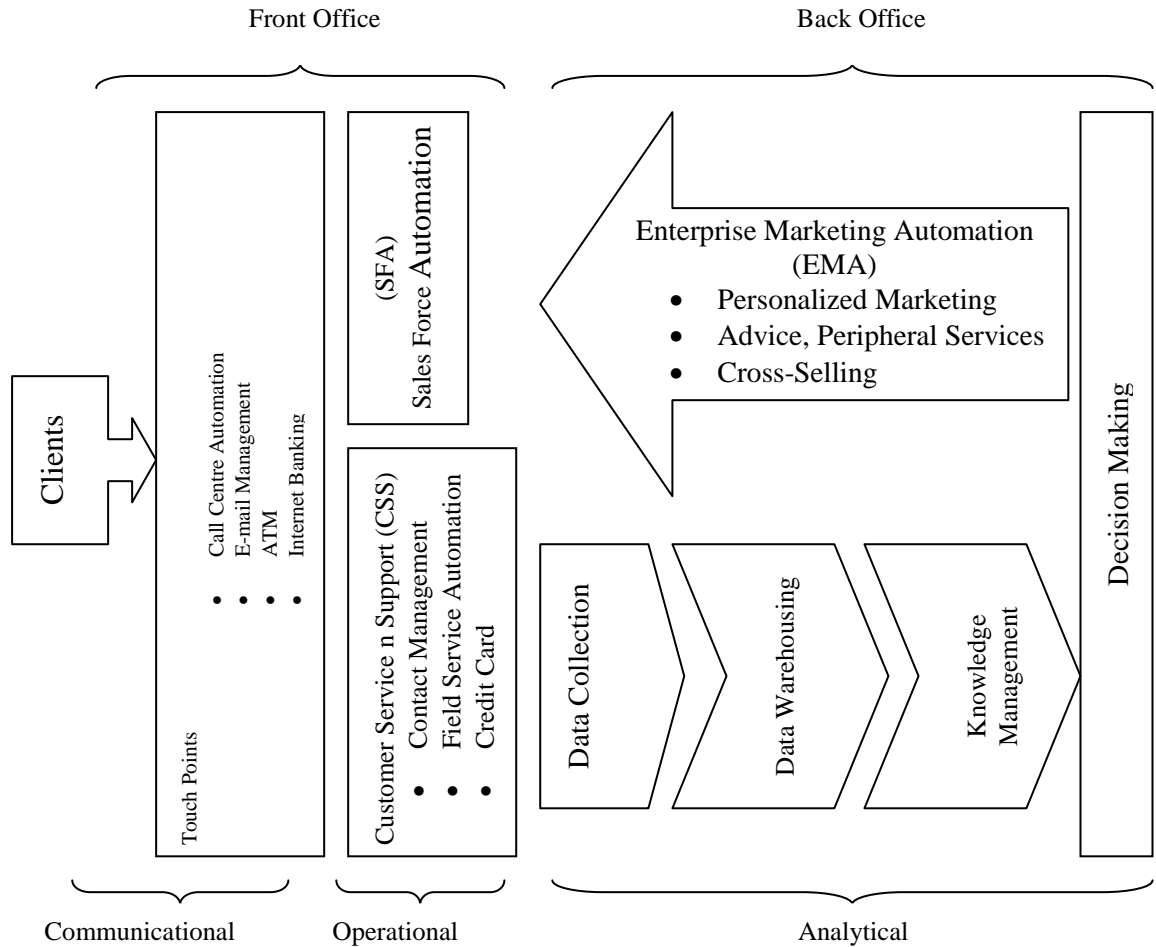 Front Office
Back Office
Clients
Touch Points
• Call Centre Automation
• E-mail Management
• ATM
• Internet Banking
(SFA)
Sales Force Automation
Customer Service n Support (CSS)
• Contact Management
• Field Service Automation
• Credit Card
Enterprise Marketing Automation
(EMA)
• Personalized Marketing
• Advice, Peripheral Services
• Cross-Selling
Data Collection
Data Warehousing
Knowledge
Management
Decision Making
Communicational
Operational
Analytical